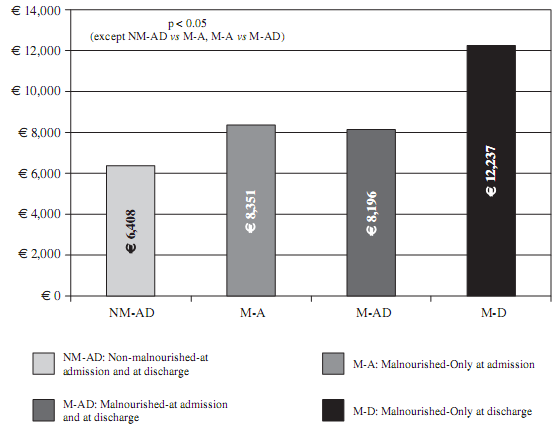 € 14,000
p < 0.05
(except NM-AD vs M-A, M-A vs M-AD)
€ 12,000
€ 10,000
€ 8,000
€ 6,000
€ 4,000
€ 2,000
€ 0
€ 6,408
€ 8,351
€ 8,196
€ 12,237
NM-AD
M-A
M-AD
M-D
NM-AD: Non-malnourished-at
admission and at discharge
M-A: Malnourished-Only at admission
M-AD: Malnourished-at admission
and at discharge
M-D: Malnourished-Only at discharge